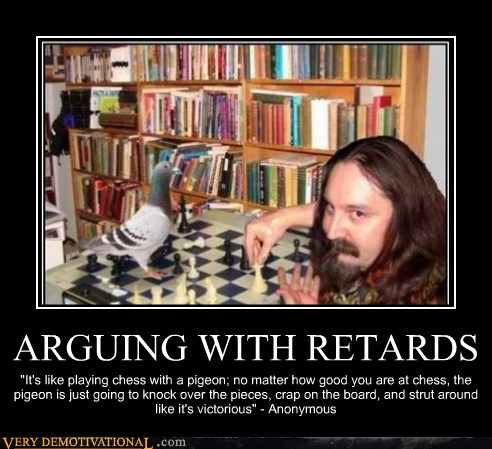 ARGUING WITH RETARDS
"It's like playing chess with a pigeon; no matter how good you are at chess, the
pigeon is just going to knock over the pieces, crap on the board, and strut around
like it's victorious" - Anonymous
VERY DEMOTIVATIONAL.com